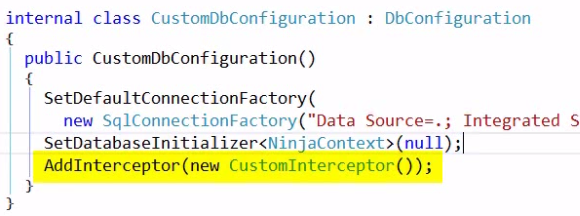 internal class CustomDbConfiguration : DbConfiguration
{
public CustomDbConfiguration()
{
SetDefaultConnectionFactory(
new SqlConnectionFactory("Data Source=.; Integrated S
SetDatabaseInitializer<NinjaContext>(null);
AddInterceptor(new CustomInterceptor());
}
}